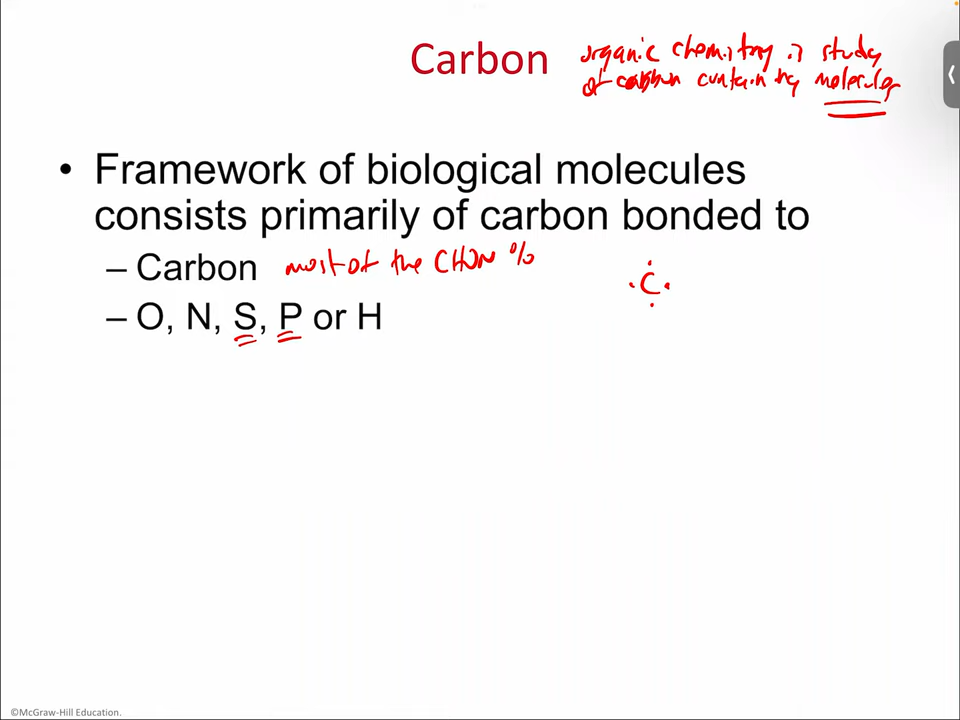 Carbon
organic chemistry is study
of carbon containing molecules
• Framework of biological molecules
consists primarily of carbon bonded to
– Carbon most of the CHON %
C
– O, N, S, P or H
©McGraw-Hill Education.